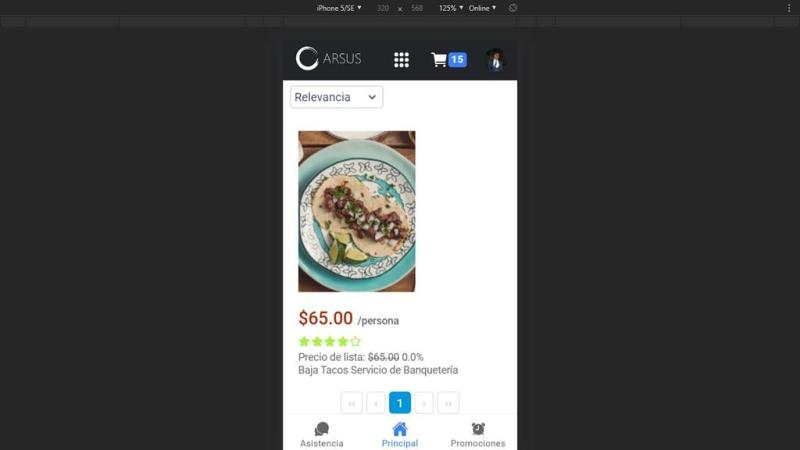 iPhone 5/SE 320 × 568 125% Online
ARSUS 15
Relevancia
$65.00 /persona
Precio de lista: $65.00 0.0%
Baja Tacos Servicio de Banquetería
‹‹ ‹ 1 › ››
Asistencia Principal Promociones